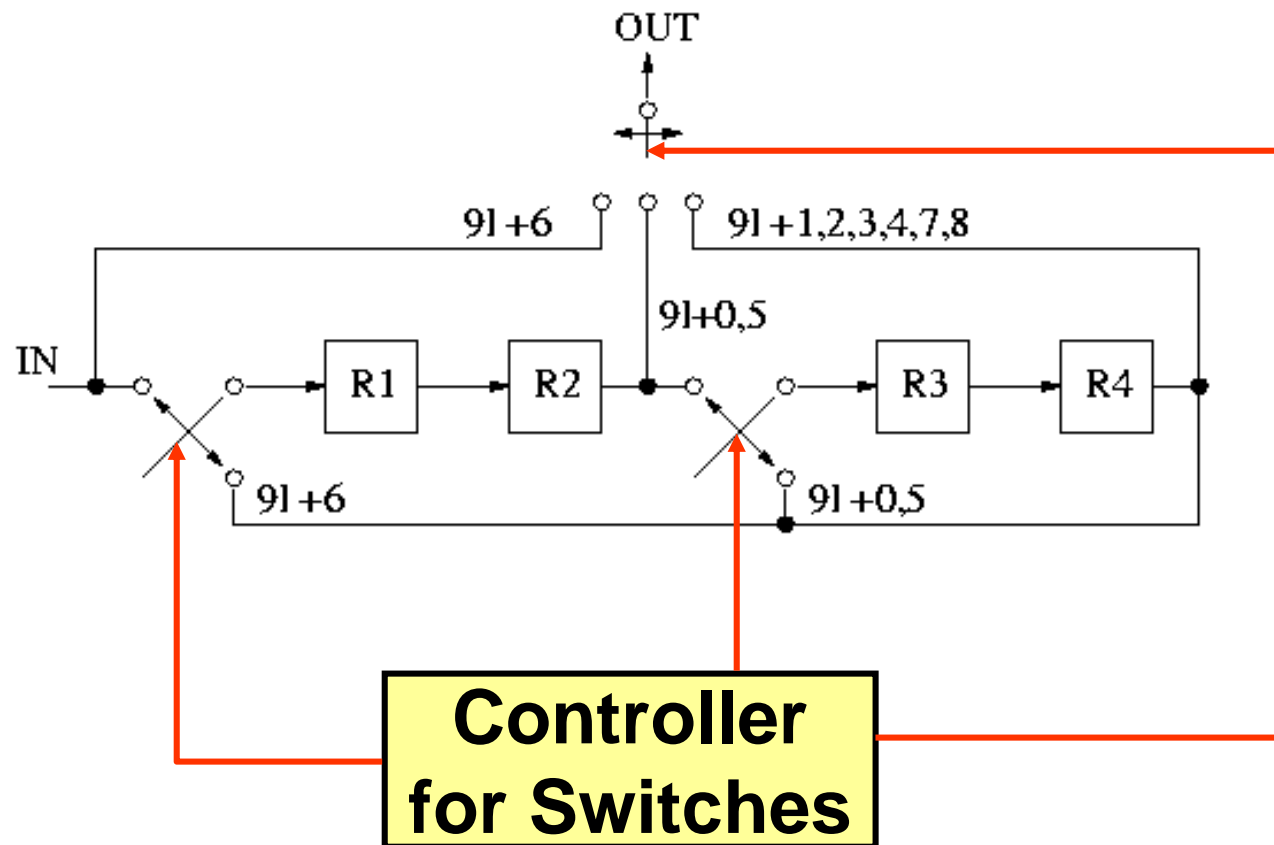 OUT
9l+6
9l+1,2,3,4,7,8
9l+0,5
IN
R1
R2
R3
R4
9l+6
9l+0,5
Controller
for Switches